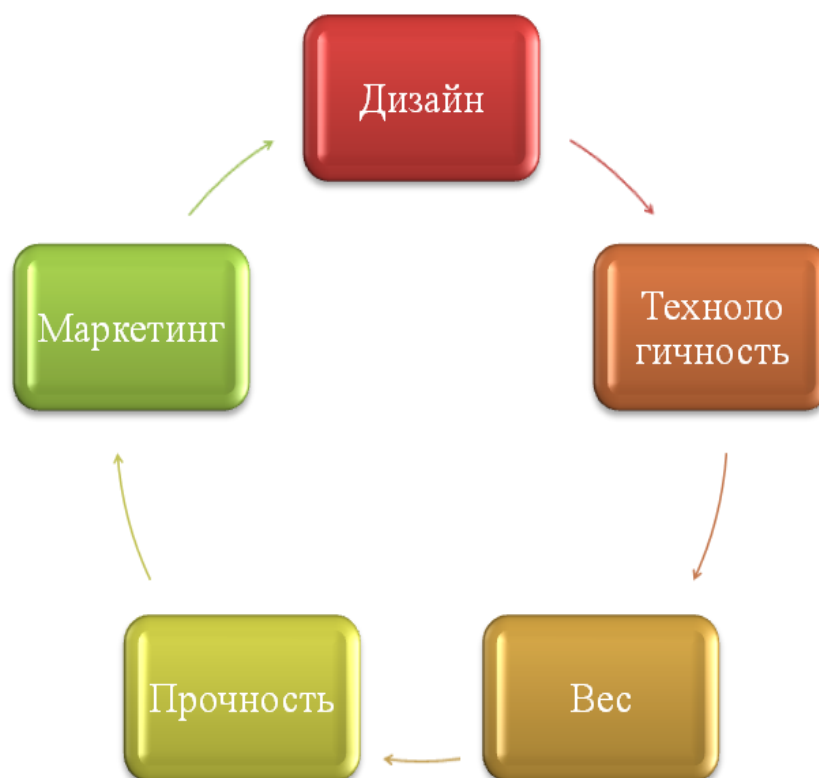 Дизайн
Техноло
гичность
Вес
Прочность
Маркетинг